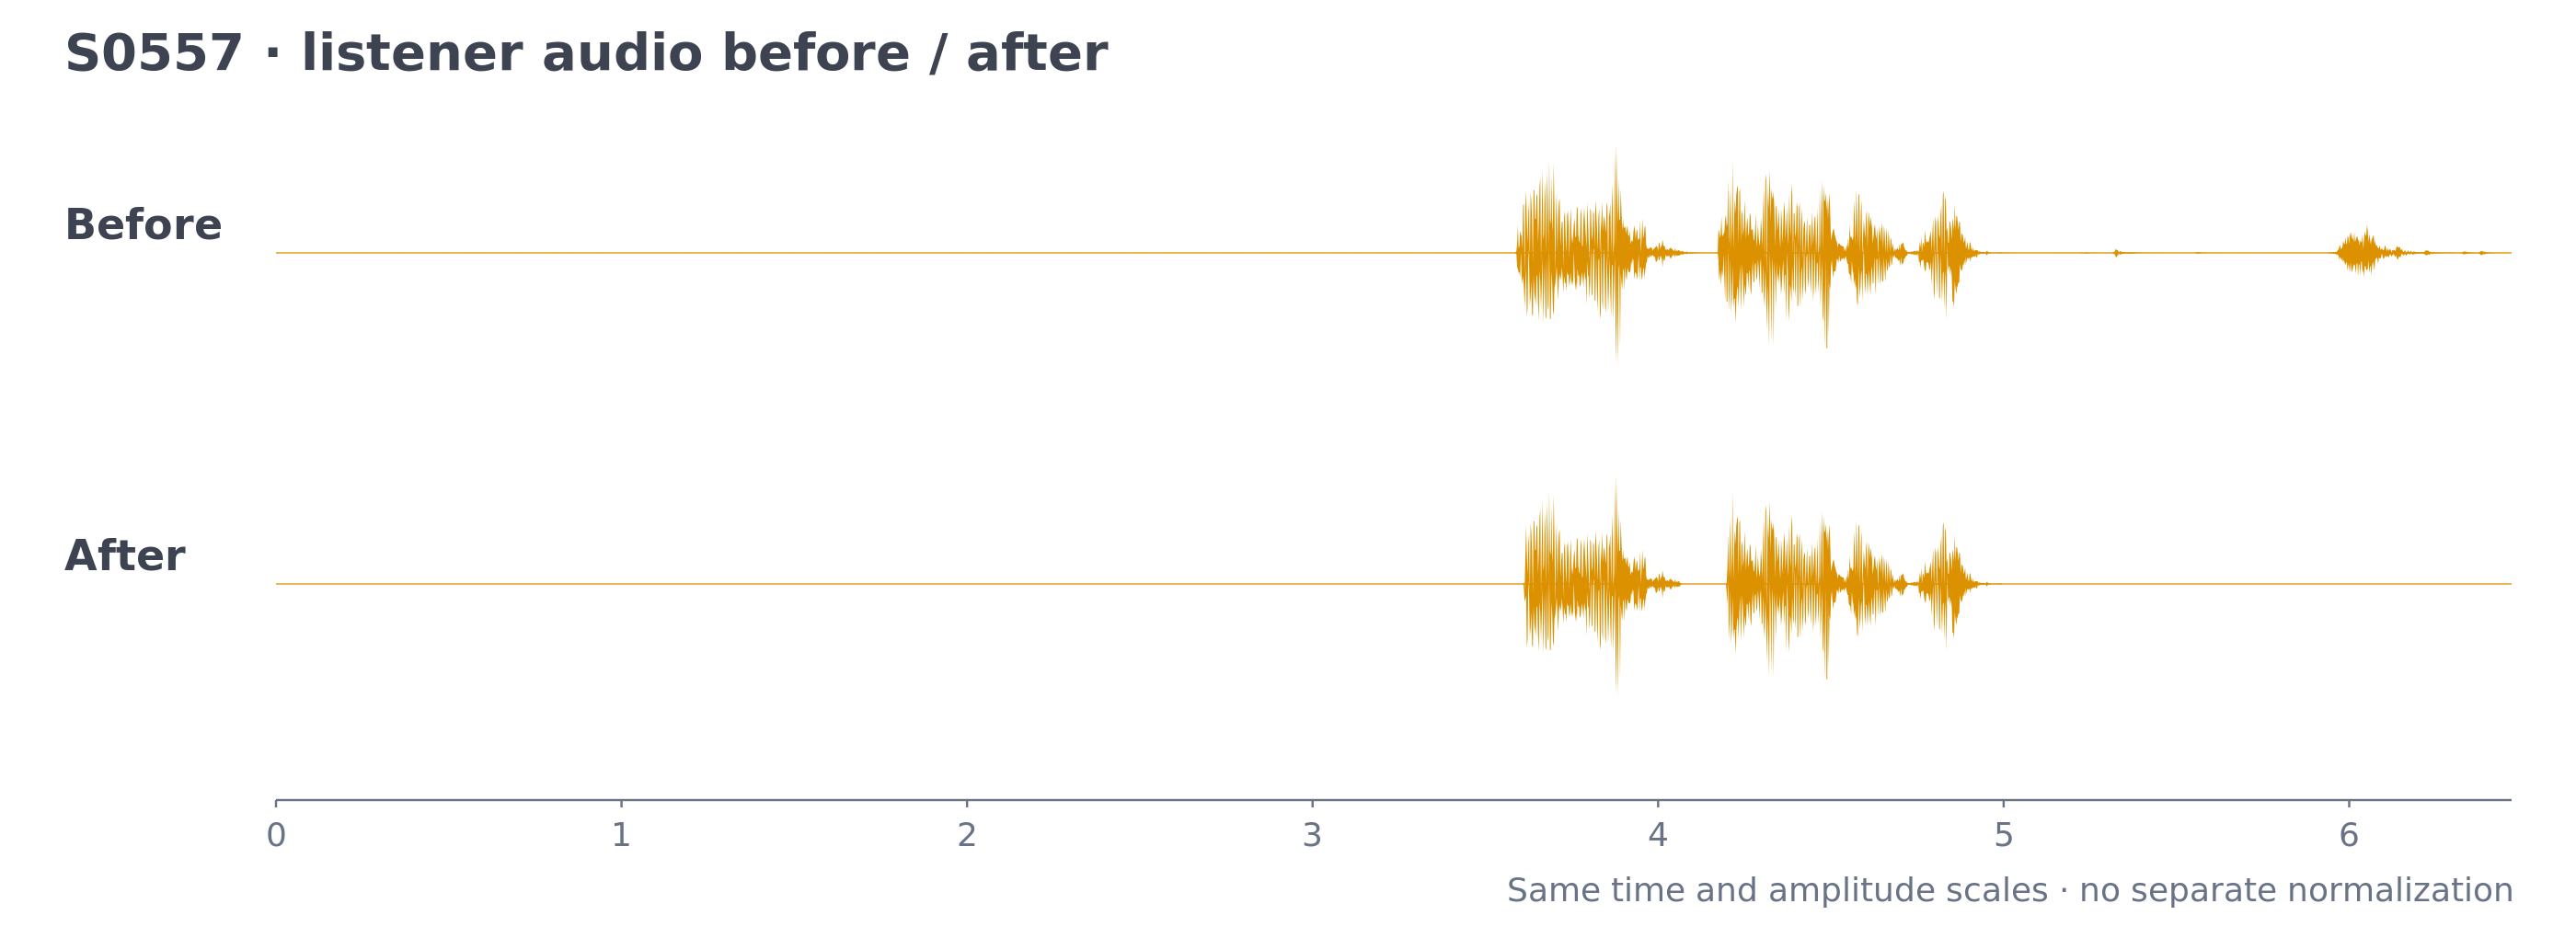 S0557 · listener audio before / after
Before
After
0 1 2 3 4 5 6
Same time and amplitude scales · no separate normalization